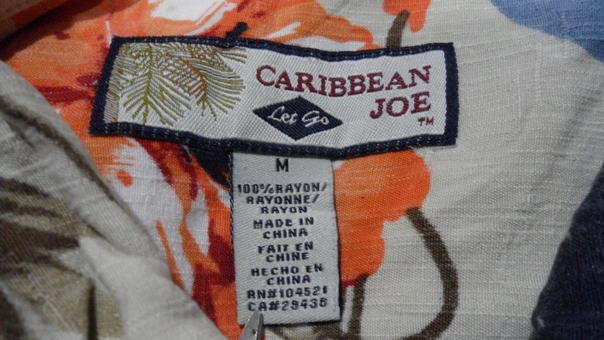 CARIBBEAN
JOE
TM
Let Go
M
100%RAYON/
RAYONNE/
RAYON
MADE IN
CHINA
FAIT EN
CHINE
HECHO EN
CHINA
RN#104521
CA#29435